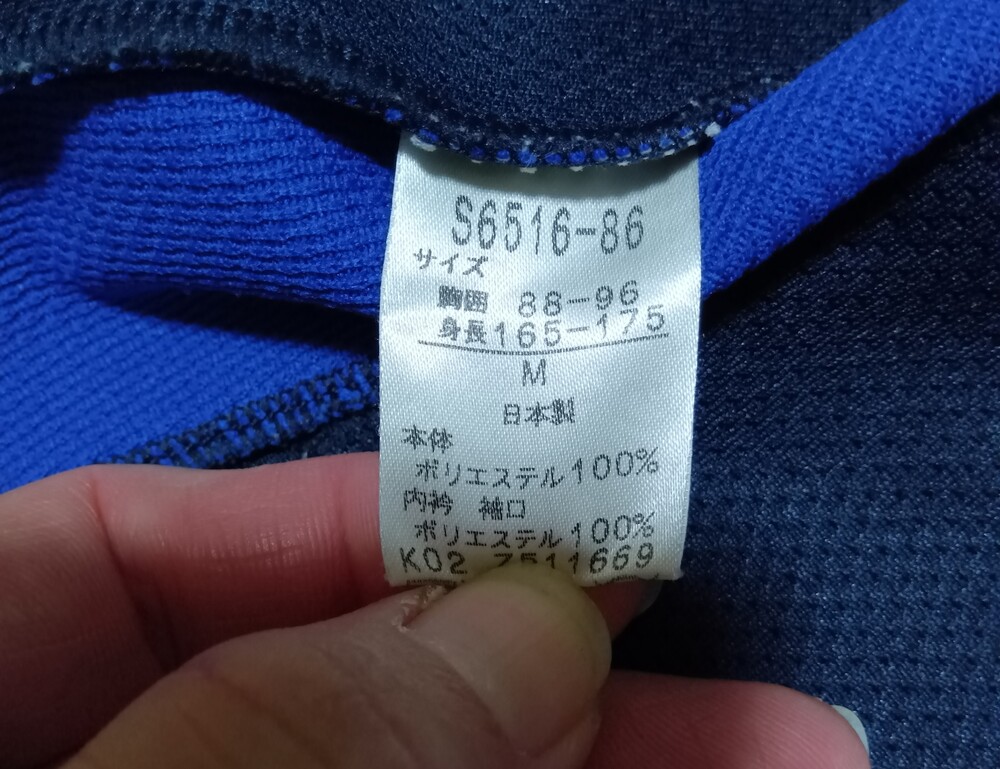 S6516-86
サイズ
胸囲 88-96
身長165-175
M
日本製
本体
ポリエステル100%
内衿 袖口
ポリエステル100%
K02 7511669